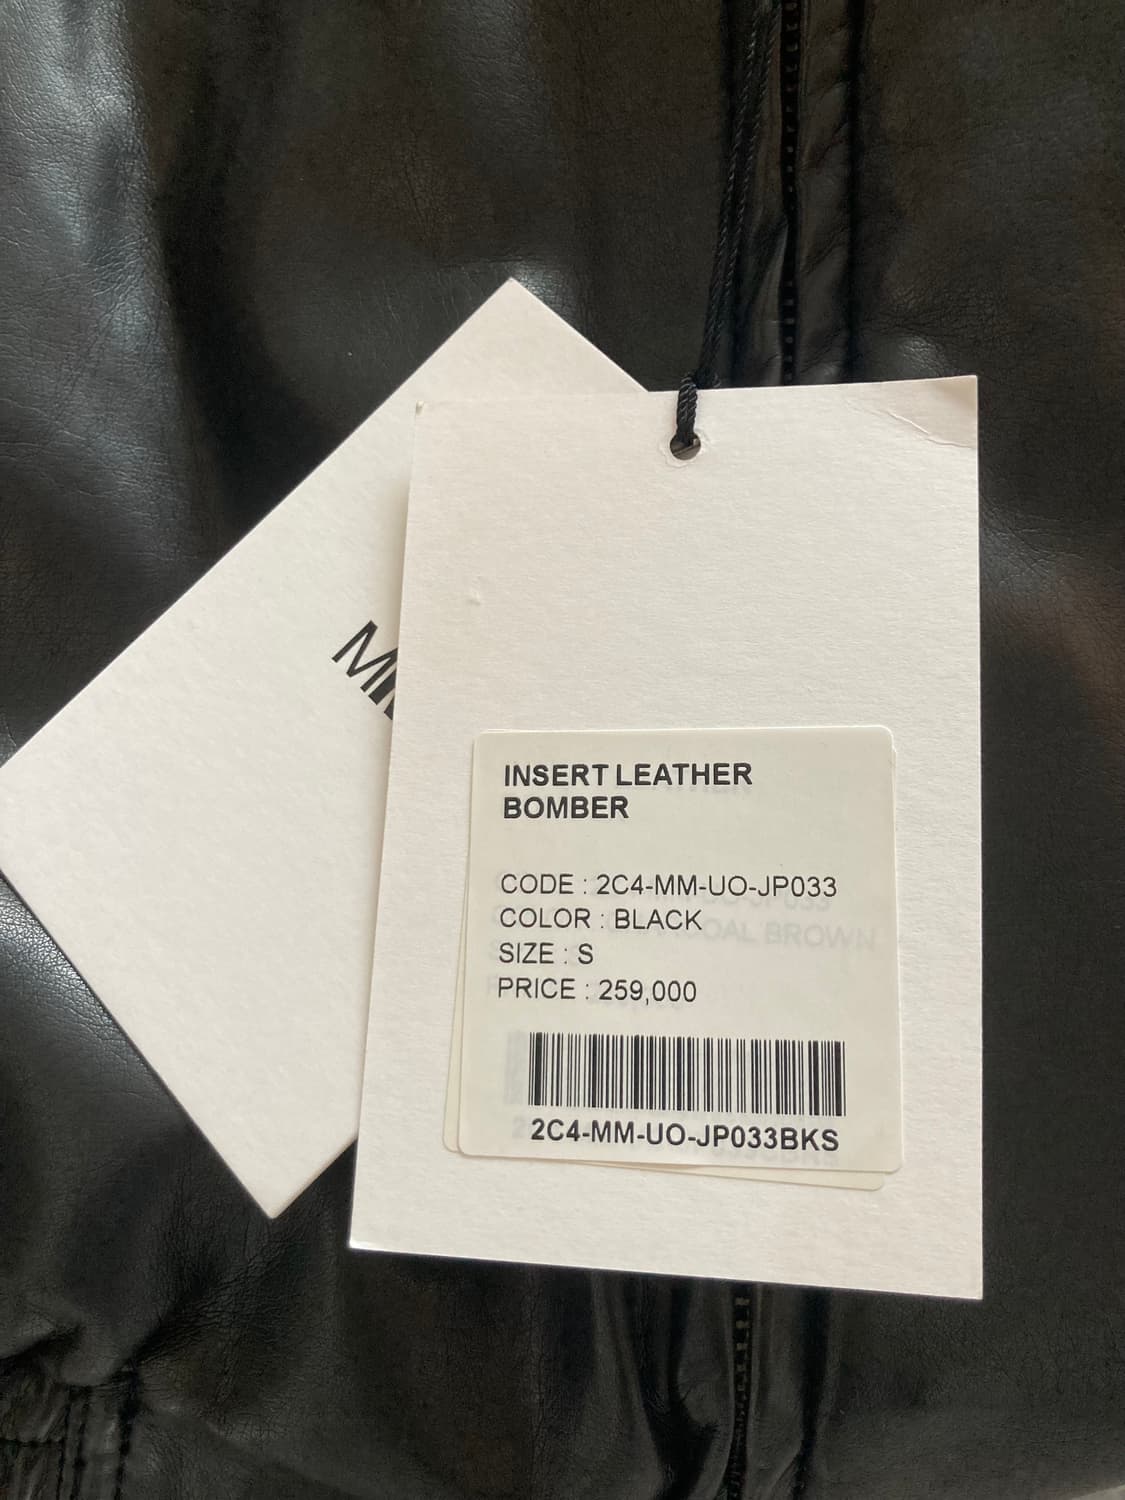 INSERT LEATHER
BOMBER
CODE : 2C4-MM-UO-JP033
COLOR : BLACK
SIZE : S
PRICE : 259,000
2C4-MM-UO-JP033BKS